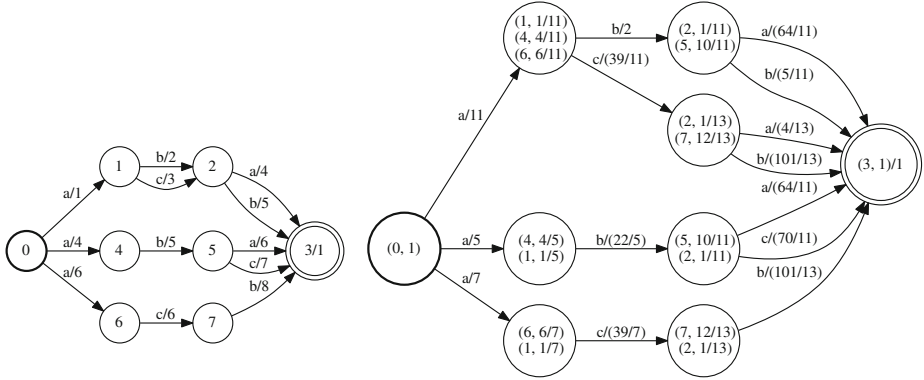 0
a/1
a/4
a/6
1
b/2
c/3
2
a/4
b/5
4
b/5
5
a/6
c/7
b/8
6
c/6
7
3/1
(0, 1)
a/11
a/5
a/7
(1, 1/11)
(4, 4/11)
(6, 6/11)
b/2
c/(39/11)
(2, 1/11)
(5, 10/11)
a/(64/11)
b/(5/11)
(2, 1/13)
(7, 12/13)
a/(4/13)
b/(101/13)
(4, 4/5)
(1, 1/5)
b/(22/5)
(5, 10/11)
(2, 1/11)
a/(64/11)
c/(70/11)
b/(101/13)
(6, 6/7)
(1, 1/7)
c/(39/7)
(7, 12/13)
(2, 1/13)
(3, 1)/1